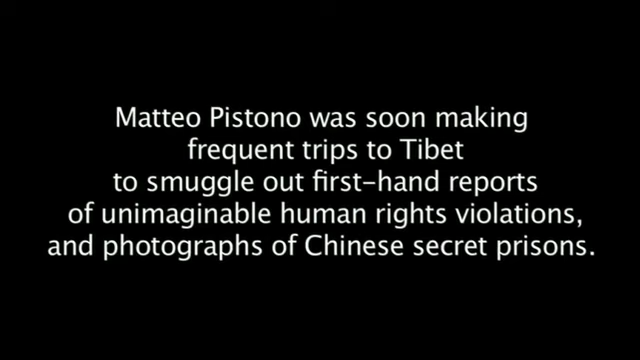 Matteo Pistono was soon making
frequent trips to Tibet
to smuggle out first-hand reports
of unimaginable human rights violations,
and photographs of Chinese secret prisons.